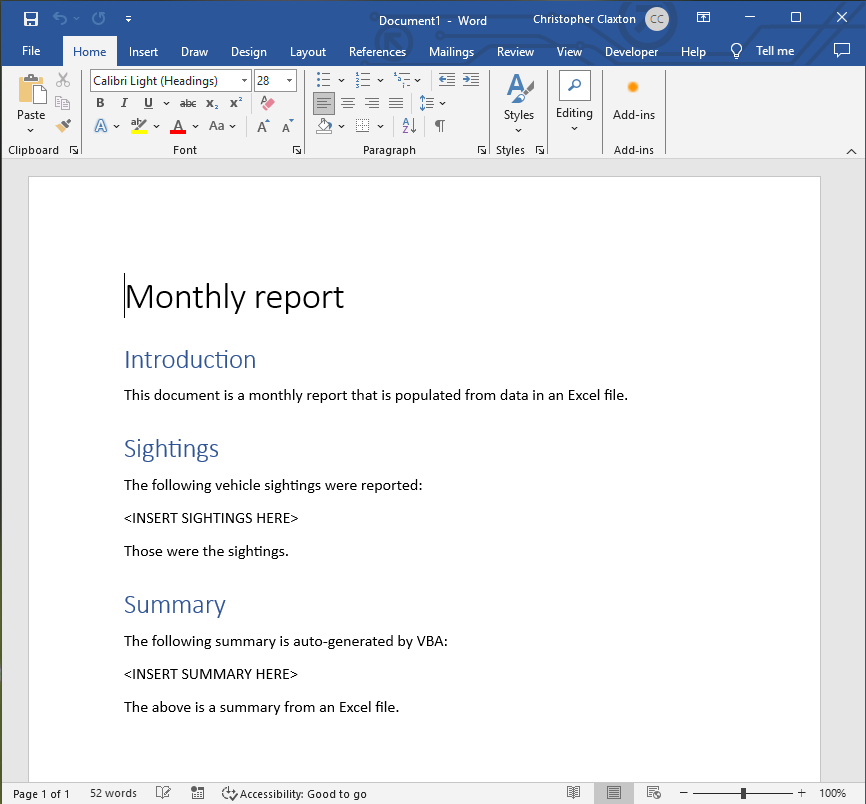 Document1 - Word
Christopher Claxton
CC
File
Home
Insert
Draw
Design
Layout
References
Mailings
Review
View
Developer
Help
Tell me
Paste
Calibri Light (Headings)
28
B I U abc x₂ x²
A ab A Aa A A
A Z
Styles
Editing
Add-ins
Clipboard
Font
Paragraph
Styles
Add-ins
Monthly report
Introduction
This document is a monthly report that is populated from data in an Excel file.
Sightings
The following vehicle sightings were reported:
<INSERT SIGHTINGS HERE>
Those were the sightings.
Summary
The following summary is auto-generated by VBA:
<INSERT SUMMARY HERE>
The above is a summary from an Excel file.
Page 1 of 1
52 words
Accessibility: Good to go
100%